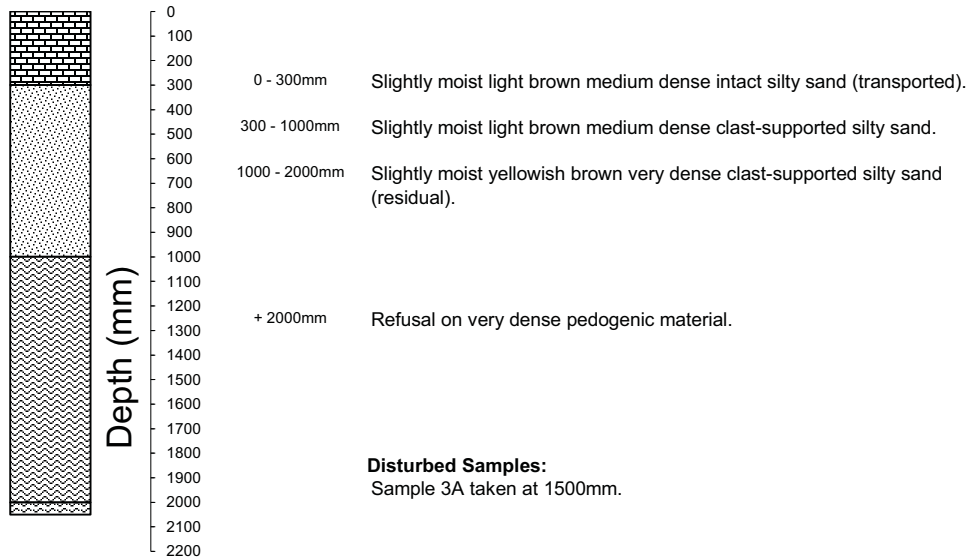 0
100
200
300
400
500
600
700
800
900
1000
1100
1200
1300
1400
1500
1600
1700
1800
1900
2000
2100
2200
Depth (mm)
0 - 300mm Slightly moist light brown medium dense intact silty sand (transported).
300 - 1000mm Slightly moist light brown medium dense clast-supported silty sand.
1000 - 2000mm Slightly moist yellowish brown very dense clast-supported silty sand
(residual).
+ 2000mm Refusal on very dense pedogenic material.
Disturbed Samples:
Sample 3A taken at 1500mm.